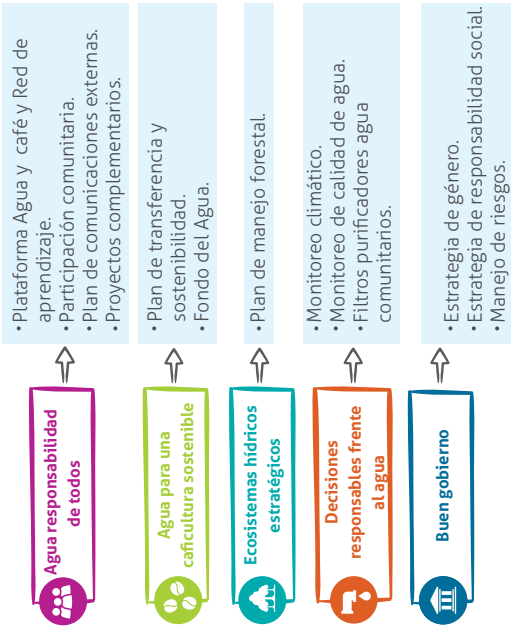 Agua responsabilidad
de todos
• Plataforma Agua y café y Red de
aprendizaje.
• Participación comunitaria.
• Plan de comunicaciones externas.
• Proyectos complementarios.
Agua para una
caficultura sostenible
• Plan de transferencia y
sostenibilidad.
• Fondo del Agua.
Ecosistemas hídricos
estratégicos
• Plan de manejo forestal.
Decisiones
responsables frente
al agua
• Monitoreo climático.
• Monitoreo de calidad de agua.
• Filtros purificadores agua
comunitarios.
Buen gobierno
• Estrategia de género.
• Estrategia de responsabilidad social.
• Manejo de riesgos.